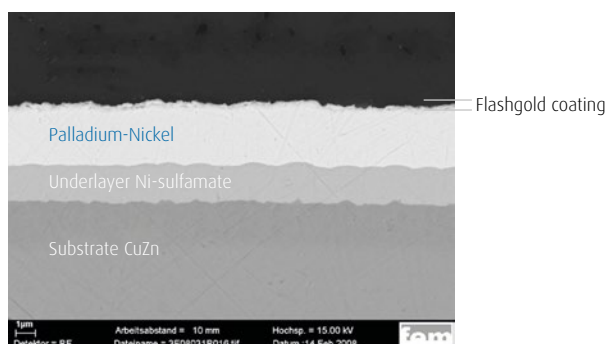 Flashgold coating
Palladium-Nickel
Underlayer Ni-sulfamate
Substrate CuZn
1µm
Arbeitsabstand = 10 mm
Hochsp. = 15.00 kV
fem
Detektor = RE
Datum :14 Feb 2008